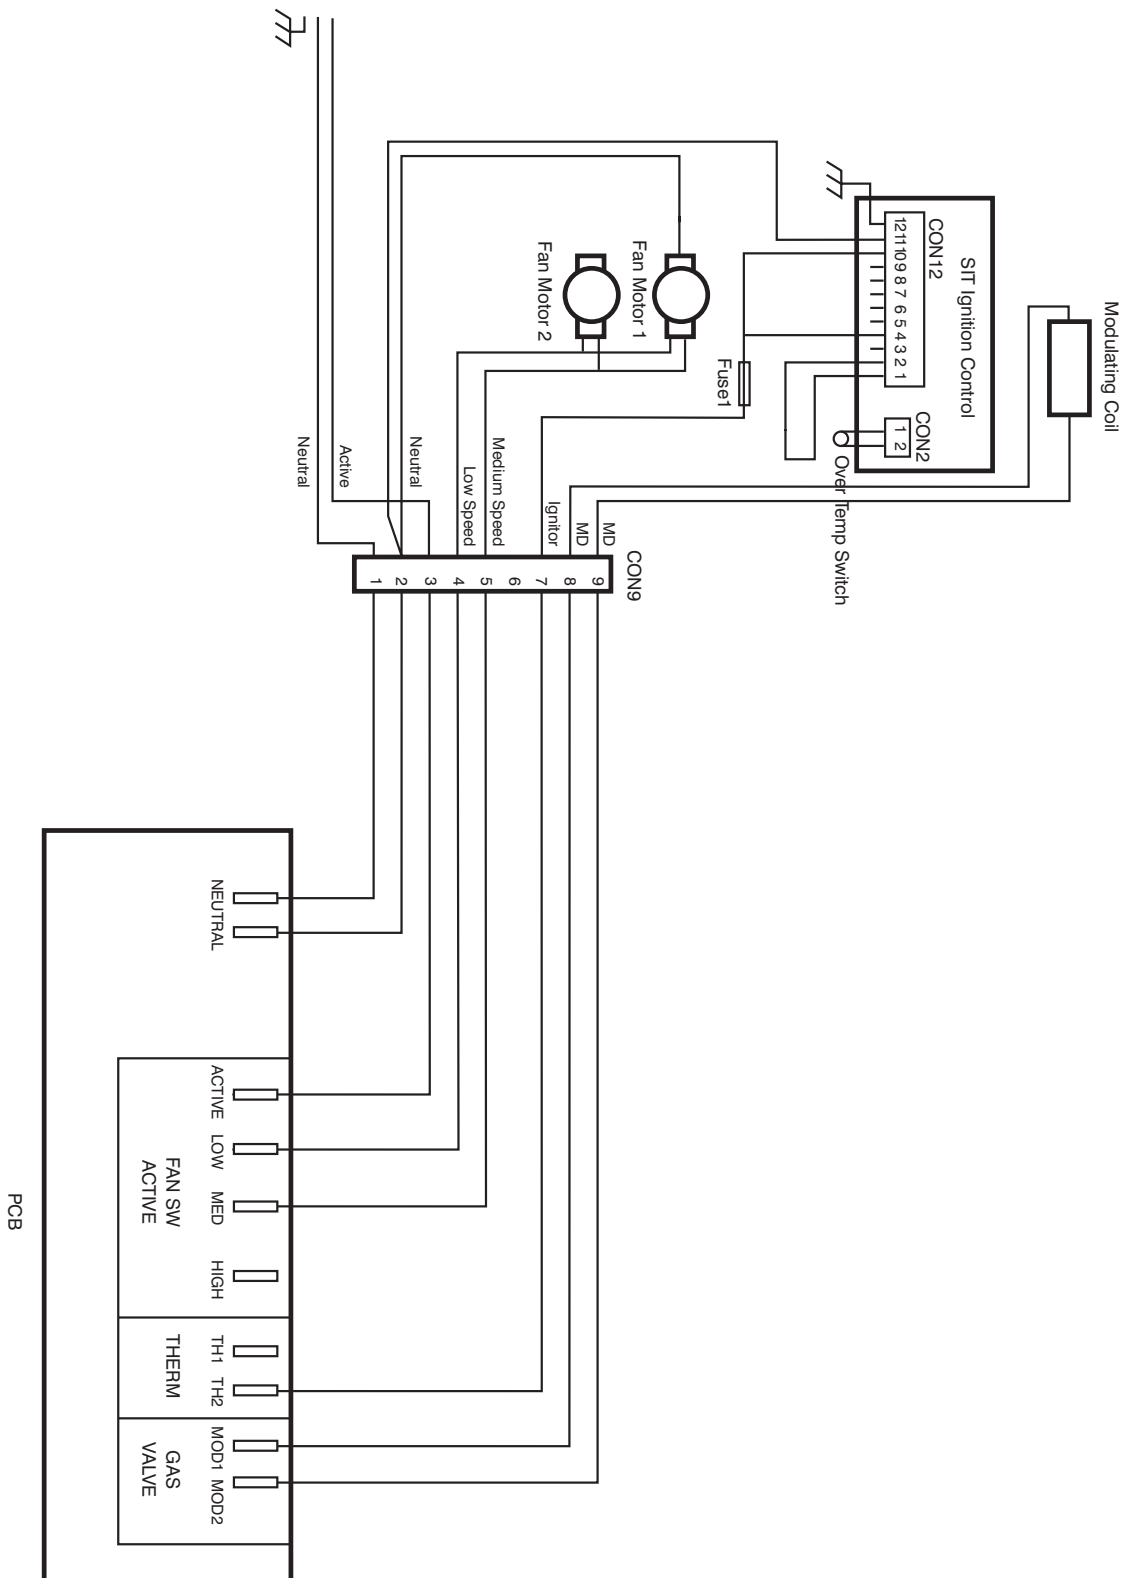 Modulating Coil
SIT Ignition Control
CON12
12 11 10 9 8 7 6 5 4 3 2 1
CON2
1 2
Over Temp Switch
Fuse1
Fan Motor 1
Fan Motor 2
CON9
MD
MD
Ignitor
Medium Speed
Low Speed
Neutral
Active
Neutral
1 2 3 4 5 6 7 8 9
NEUTRAL
ACTIVE
LOW
MED
HIGH
FAN SW
ACTIVE
TH1
TH2
THERM
MOD1
MOD2
GAS
VALVE
PCB